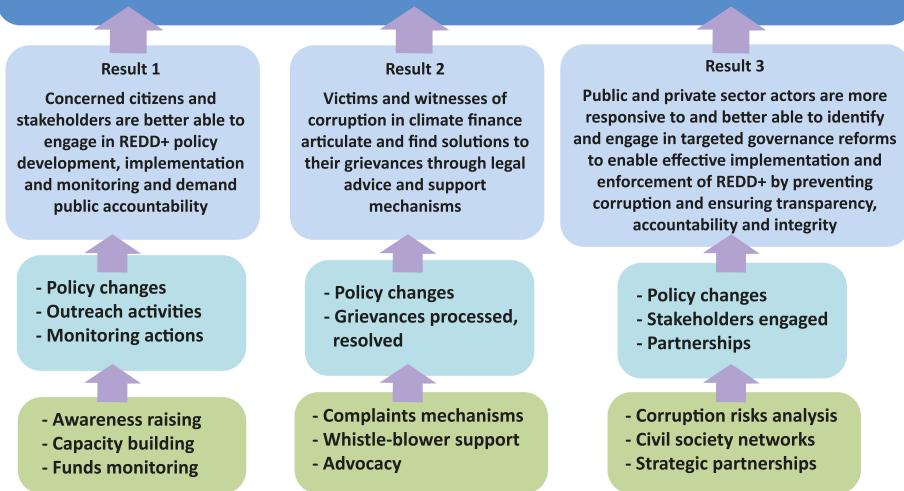 Result 1
Concerned citizens and
stakeholders are better able to
engage in REDD+ policy
development, implementation
and monitoring and demand
public accountability
Result 2
Victims and witnesses of
corruption in climate finance
articulate and find solutions to
their grievances through legal
advice and support
mechanisms
Result 3
Public and private sector actors are more
responsive to and better able to identify
and engage in targeted governance reforms
to enable effective implementation and
enforcement of REDD+ by preventing
corruption and ensuring transparency,
accountability and integrity
- Policy changes
- Outreach activities
- Monitoring actions
- Policy changes
- Grievances processed,
resolved
- Policy changes
- Stakeholders engaged
- Partnerships
- Awareness raising
- Capacity building
- Funds monitoring
- Complaints mechanisms
- Whistle-blower support
- Advocacy
- Corruption risks analysis
- Civil society networks
- Strategic partnerships